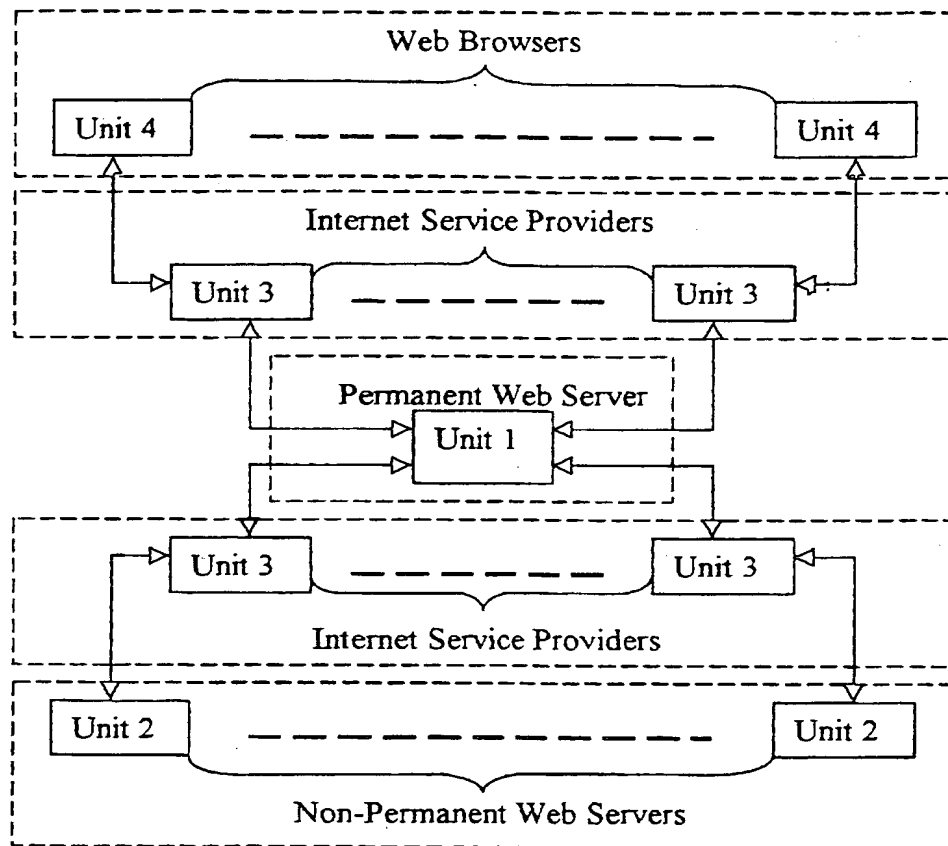 Web Browsers
Unit 4
Unit 4
Internet Service Providers
Unit 3
Unit 3
Permanent Web Server
Unit 1
Unit 3
Unit 3
Internet Service Providers
Unit 2
Unit 2
Non-Permanent Web Servers